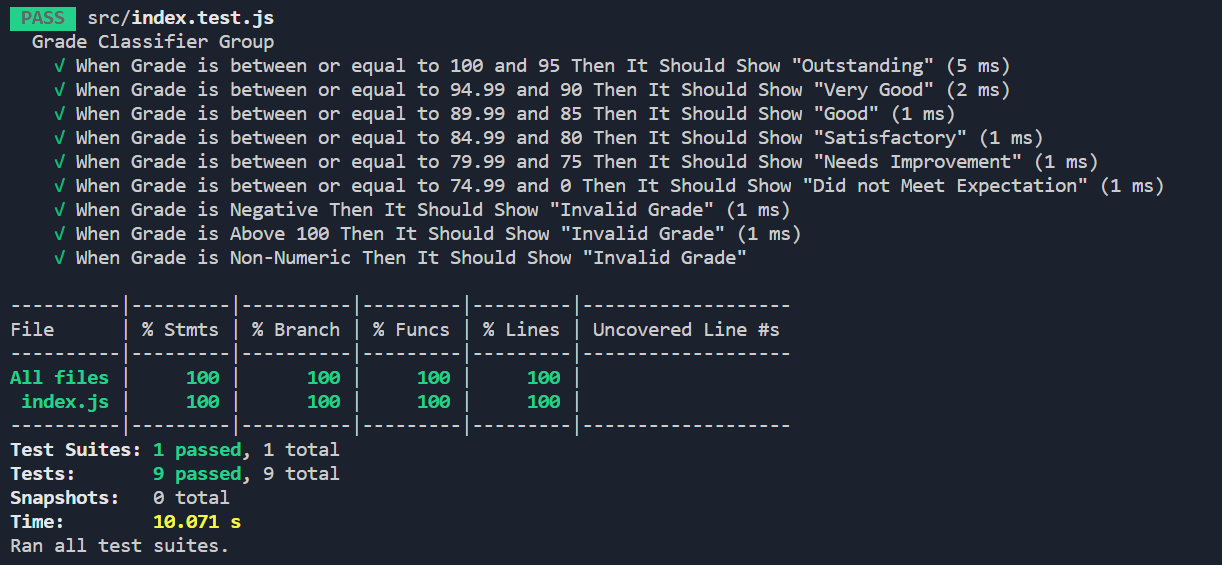 PASS src/index.test.js
Grade Classifier Group
√ When Grade is between or equal to 100 and 95 Then It Should Show "Outstanding" (5 ms)
√ When Grade is between or equal to 94.99 and 90 Then It Should Show "Very Good" (2 ms)
√ When Grade is between or equal to 89.99 and 85 Then It Should Show "Good" (1 ms)
√ When Grade is between or equal to 84.99 and 80 Then It Should Show "Satisfactory" (1 ms)
√ When Grade is between or equal to 79.99 and 75 Then It Should Show "Needs Improvement" (1 ms)
√ When Grade is between or equal to 74.99 and 0 Then It Should Show "Did not Meet Expectation" (1 ms)
√ When Grade is Negative Then It Should Show "Invalid Grade" (1 ms)
√ When Grade is Above 100 Then It Should Show "Invalid Grade" (1 ms)
√ When Grade is Non-Numeric Then It Should Show "Invalid Grade"
----------|---------|----------|---------|---------|-------------------
File      | % Stmts | % Branch | % Funcs | % Lines | Uncovered Line #s
----------|---------|----------|---------|---------|-------------------
All files |     100 |      100 |     100 |     100 |
 index.js |     100 |      100 |     100 |     100 |
----------|---------|----------|---------|---------|-------------------
Test Suites: 1 passed, 1 total
Tests:       9 passed, 9 total
Snapshots:   0 total
Time:        10.071 s
Ran all test suites.